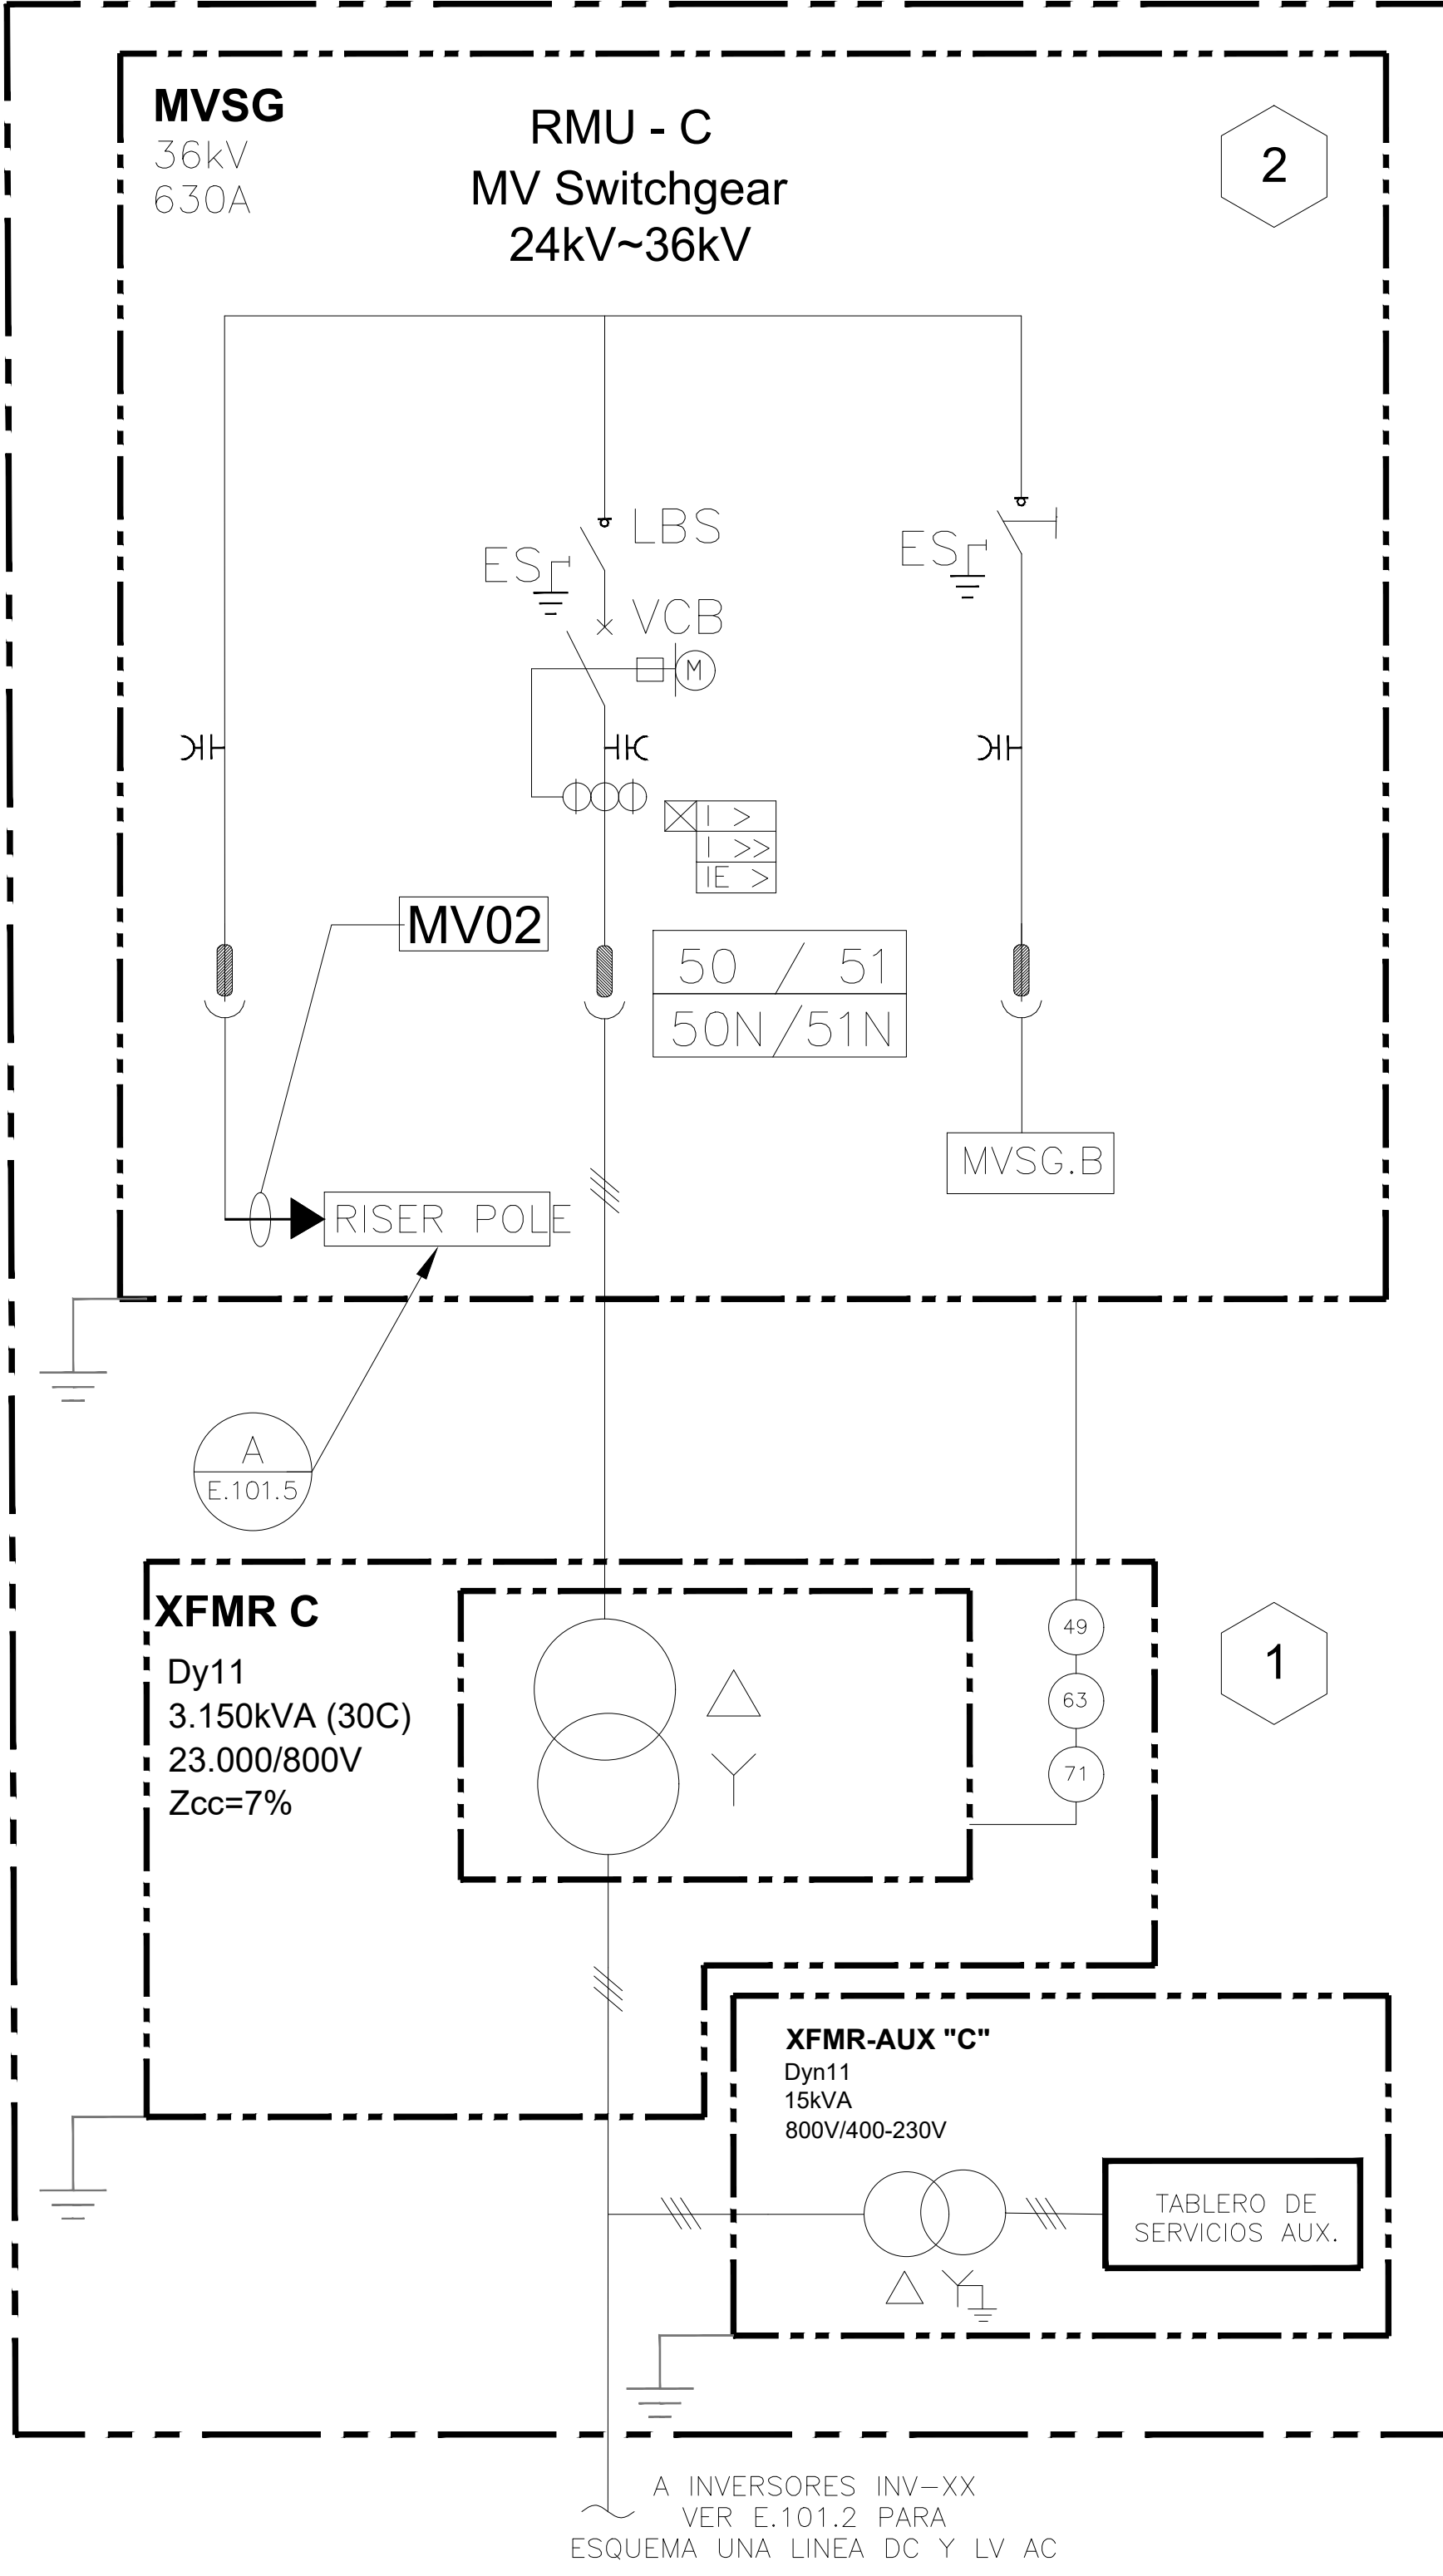 MVSG
36kV
630A
RMU - C
MV Switchgear
24kV~36kV
2
LBS
ES
ES
VCB
M
I >
I >>
IE >
MV02
50 / 51
50N/51N
MVSG.B
RISER POLE
A
E.101.5
XFMR C
Dy11
3.150kVA (30C)
23.000/800V
Zcc=7%
49
63
71
1
XFMR-AUX "C"
Dyn11
15kVA
800V/400-230V
TABLERO DE
SERVICIOS AUX.
A INVERSORES INV-XX
VER E.101.2 PARA
ESQUEMA UNA LINEA DC Y LV AC